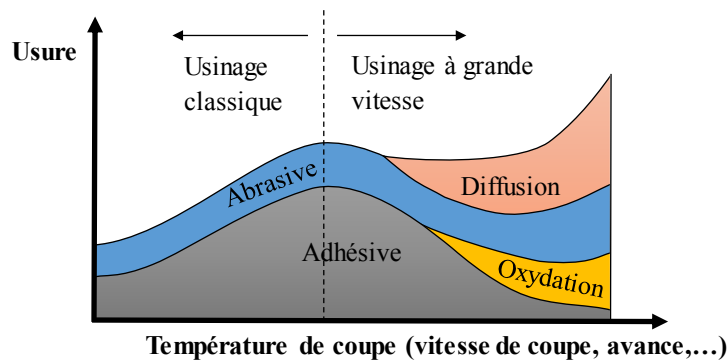 Usure
Usinage
classique
Usinage à grande
vitesse
Abrasive
Diffusion
Adhésive
Oxydation
Température de coupe (vitesse de coupe, avance,…)